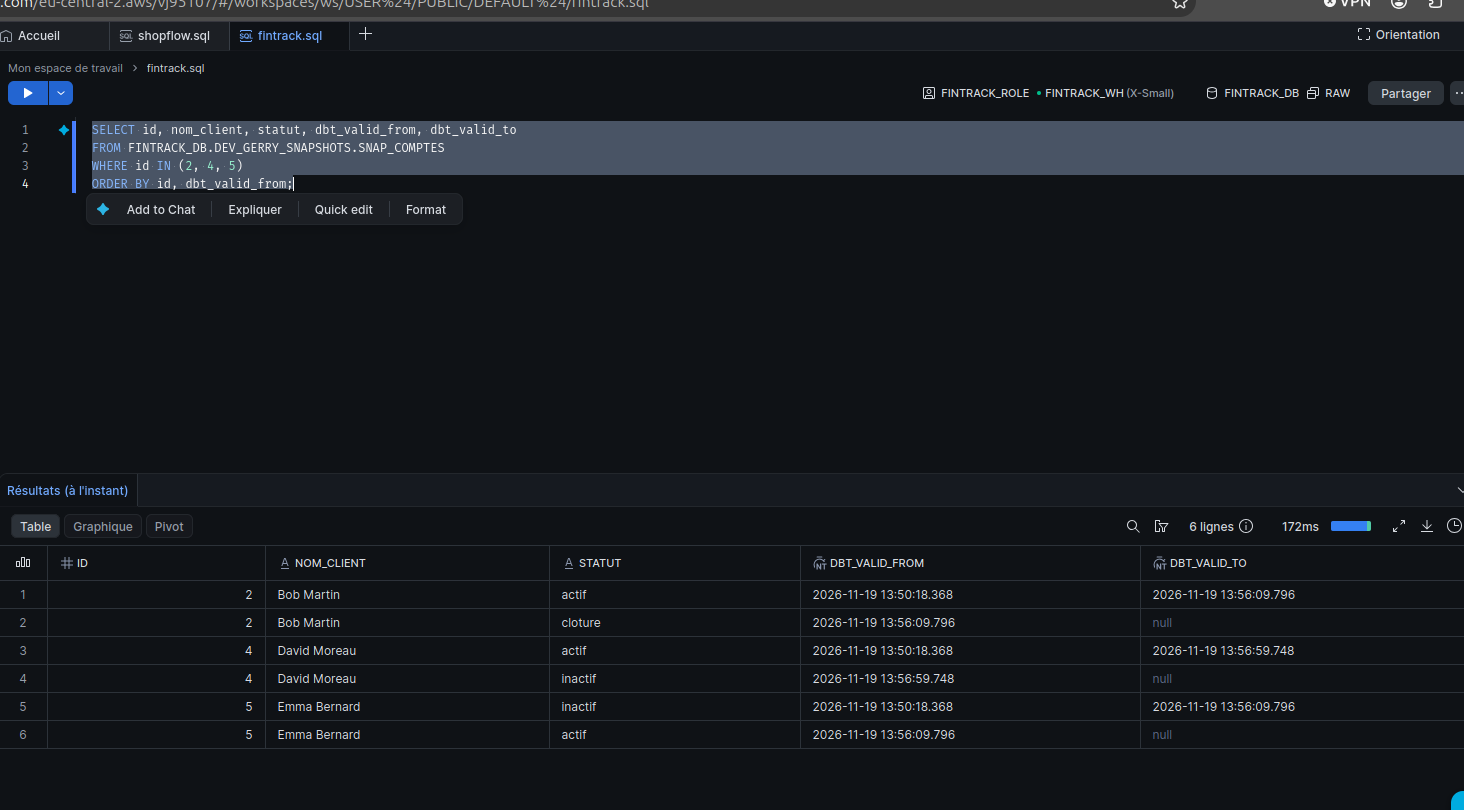 .com/eu-central-2.aws/vj95107/#/workspaces/ws/USER%24/PUBLIC/DEFAULT%24/fintrack.sql
VPN
Accueil
SQL shopflow.sql
SQL fintrack.sql
+
Orientation
Mon espace de travail > fintrack.sql
FINTRACK_ROLE • FINTRACK_WH (X-Small) FINTRACK_DB RAW Partager
1 SELECT id, nom_client, statut, dbt_valid_from, dbt_valid_to
2 FROM FINTRACK_DB.DEV_GERRY_SNAPSHOTS.SNAP_COMPTES
3 WHERE id IN (2, 4, 5)
4 ORDER BY id, dbt_valid_from;
Add to Chat Expliquer Quick edit Format
Résultats (à l'instant)
Table Graphique Pivot 6 lignes 172ms
# ID A NOM_CLIENT A STATUT NT DBT_VALID_FROM NT DBT_VALID_TO
1 2 Bob Martin actif 2026-11-19 13:50:18.368 2026-11-19 13:56:09.796
2 2 Bob Martin cloture 2026-11-19 13:56:09.796 null
3 4 David Moreau actif 2026-11-19 13:50:18.368 2026-11-19 13:56:59.748
4 4 David Moreau inactif 2026-11-19 13:56:59.748 null
5 5 Emma Bernard inactif 2026-11-19 13:50:18.368 2026-11-19 13:56:09.796
6 5 Emma Bernard actif 2026-11-19 13:56:09.796 null